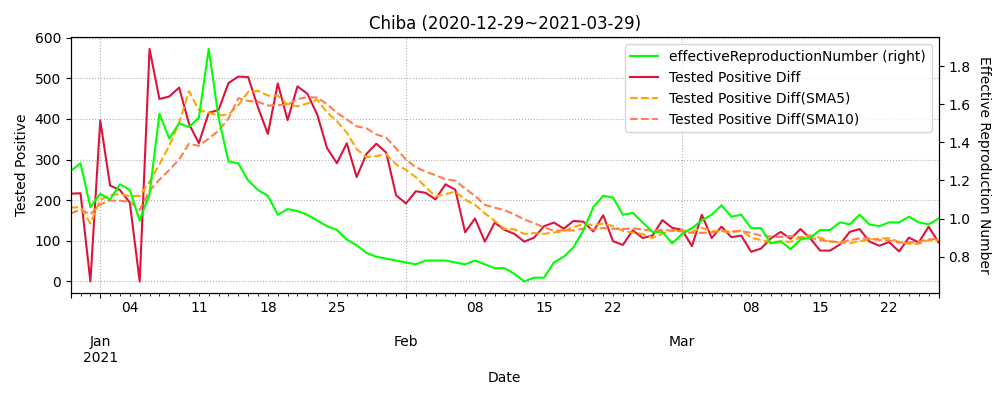 Chiba (2020-12-29~2021-03-29)
effectiveReproductionNumber (right)
Tested Positive Diff
Tested Positive Diff(SMA5)
Tested Positive Diff(SMA10)
Tested Positive
600
500
400
300
200
100
0
Effective Reproduction Number
1.8
1.6
1.4
1.2
1.0
0.8
04 11 18 25 08 15 22 08 15 22
Jan Feb Mar
2021
Date